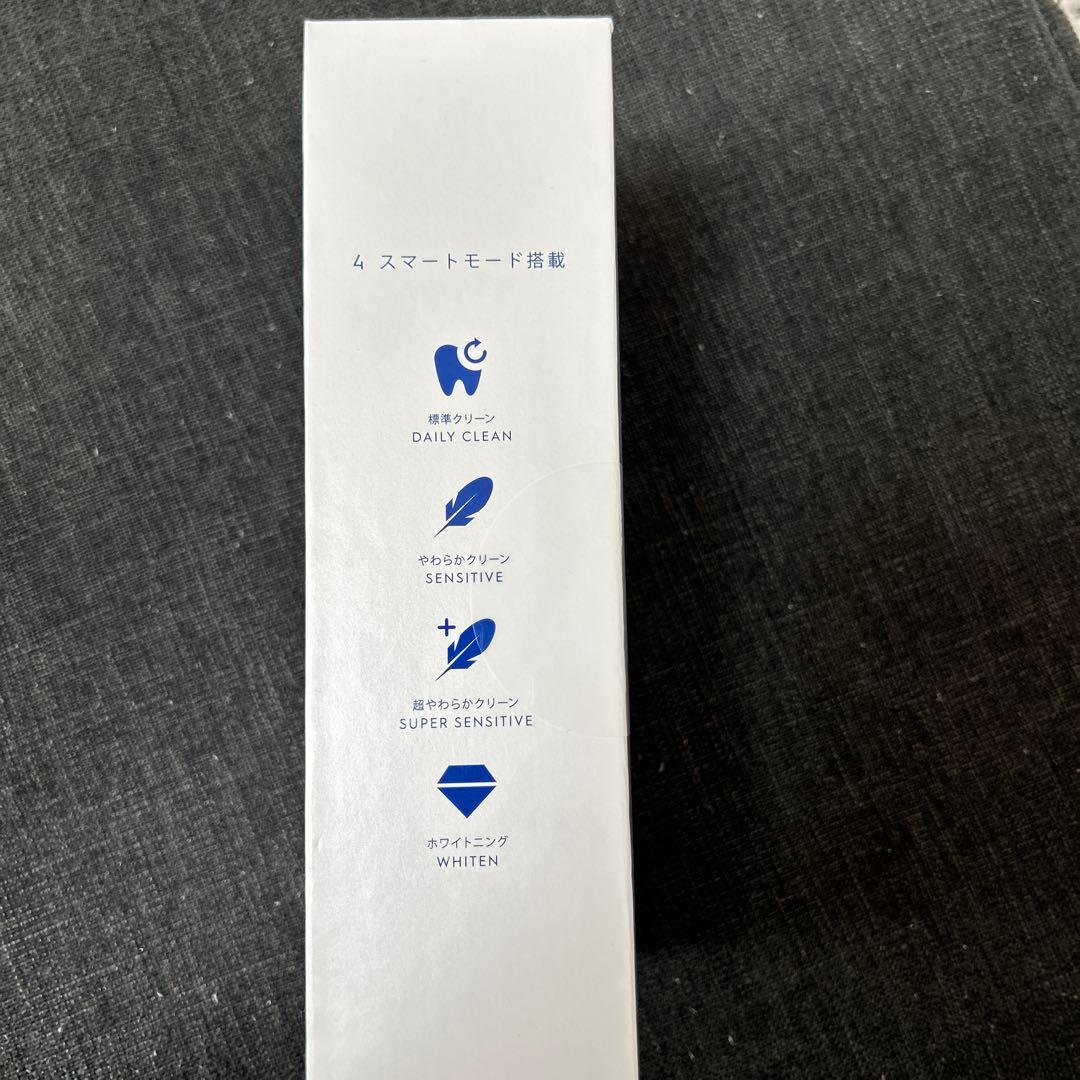 4 スマートモード搭載
標準クリーン
DAILY CLEAN
やわらかクリーン
SENSITIVE
超やわらかクリーン
SUPER SENSITIVE
ホワイトニング
WHITEN